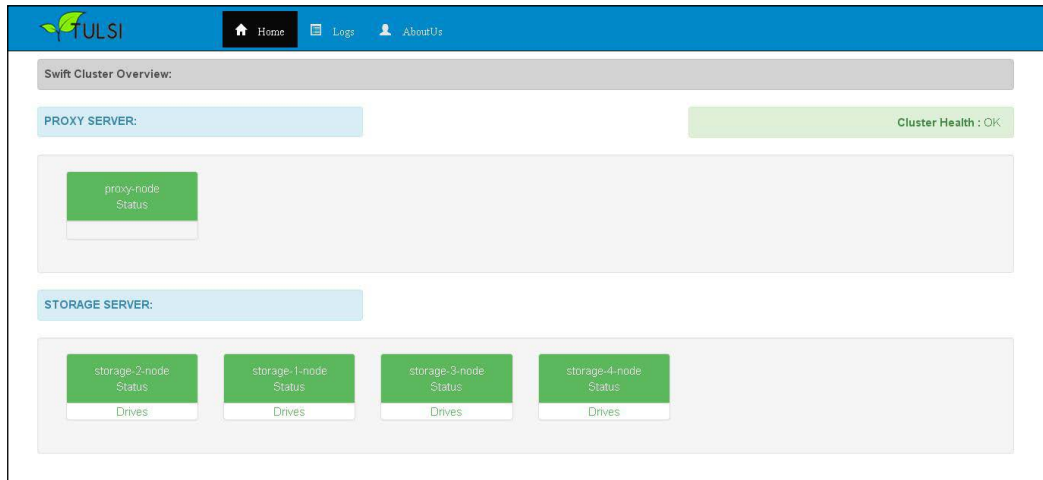 TULSI
Home Logs AboutUs
Swift Cluster Overview:
PROXY SERVER:
Cluster Health : OK
proxy-node
Status
STORAGE SERVER:
storage-2-node storage-1-node storage-3-node storage-4-node
Status Status Status Status
Drives Drives Drives Drives